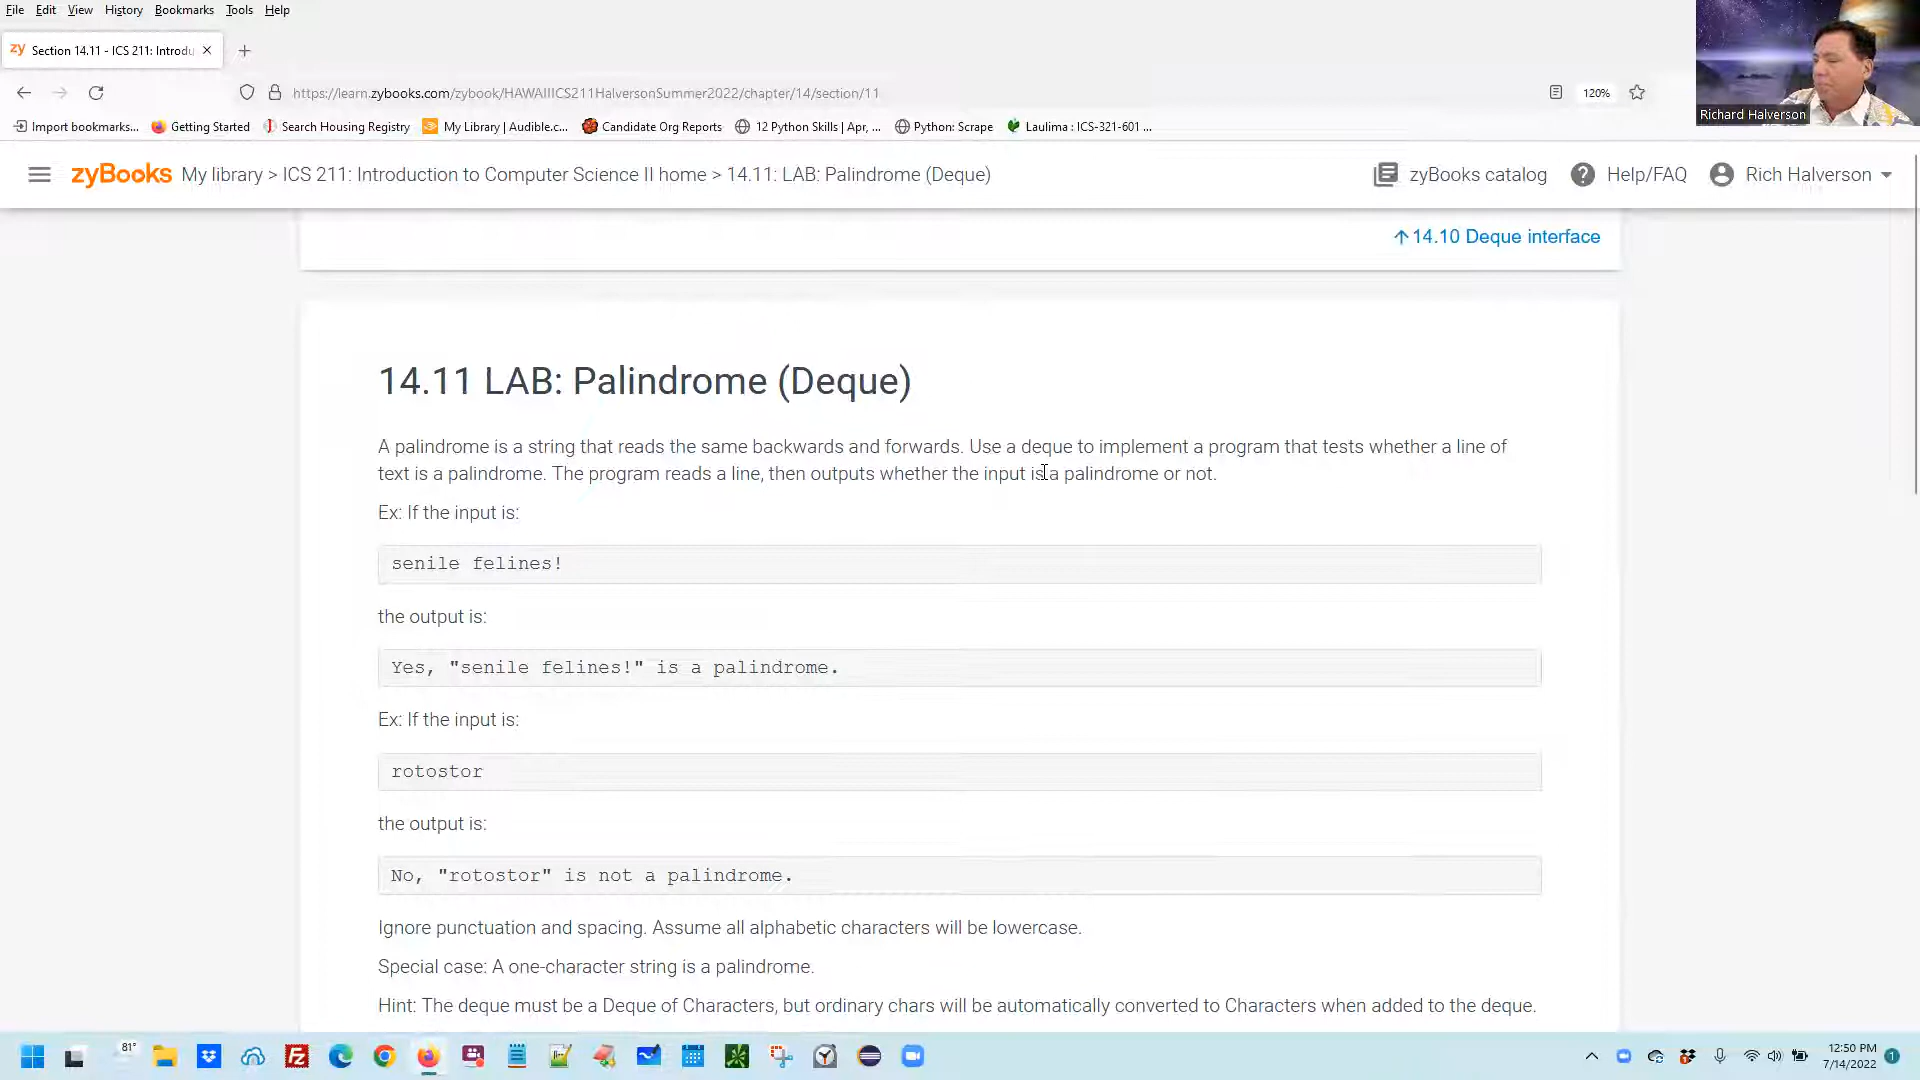 File Edit View History Bookmarks Tools Help
zy Section 14.11 - ICS 211: Introdu
https://learn.zybooks.com/zybook/HAWAIIICS211HalversonSummer2022/chapter/14/section/11
120%
Richard Halverson
Import bookmarks... Getting Started Search Housing Registry My Library | Audible.c... Candidate Org Reports 12 Python Skills | Apr, ... Python: Scrape Laulima : ICS-321-601 ...
zyBooks My library > ICS 211: Introduction to Computer Science II home > 14.11: LAB: Palindrome (Deque) zyBooks catalog Help/FAQ Rich Halverson
14.10 Deque interface
14.11 LAB: Palindrome (Deque)
A palindrome is a string that reads the same backwards and forwards. Use a deque to implement a program that tests whether a line of
text is a palindrome. The program reads a line, then outputs whether the input is a palindrome or not.
Ex: If the input is:
senile felines!
the output is:
Yes, "senile felines!" is a palindrome.
Ex: If the input is:
rotostor
the output is:
No, "rotostor" is not a palindrome.
Ignore punctuation and spacing. Assume all alphabetic characters will be lowercase.
Special case: A one-character string is a palindrome.
Hint: The deque must be a Deque of Characters, but ordinary chars will be automatically converted to Characters when added to the deque.
81°
12:50 PM
7/14/2022
1